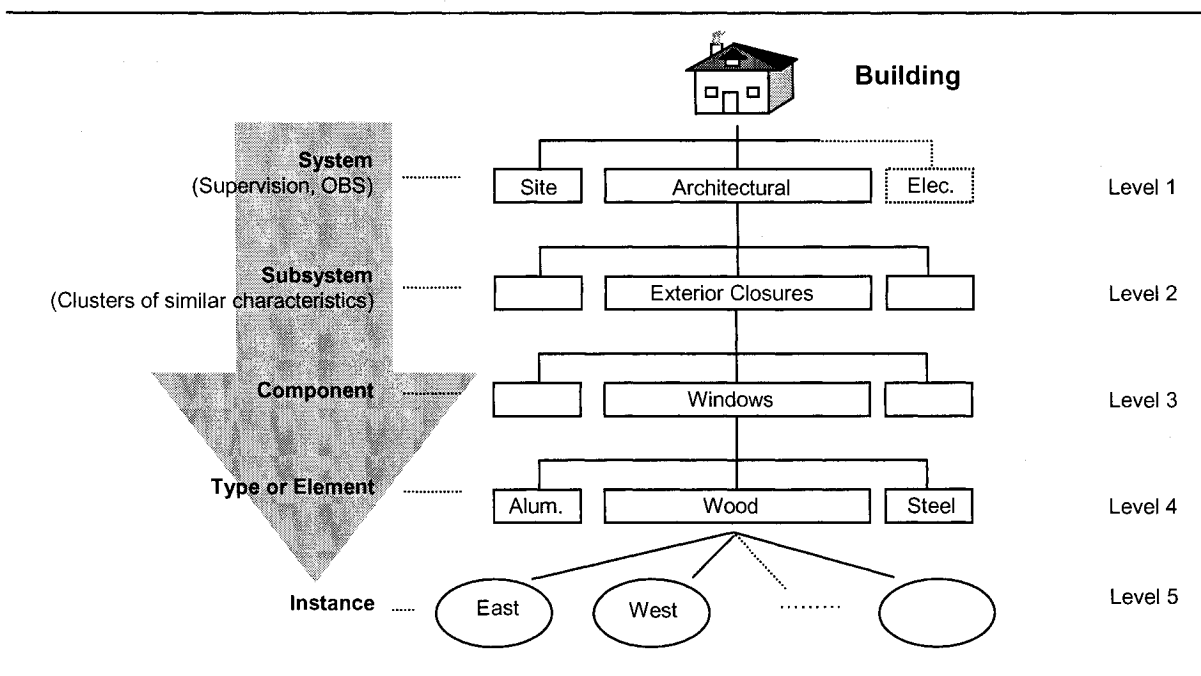 Building
System
(Supervision, OBS)
Site
Architectural
Elec.
Level 1
Subsystem
(Clusters of similar characteristics)
Exterior Closures
Level 2
Component
Windows
Level 3
Type or Element
Alum.
Wood
Steel
Level 4
Instance
East
West
Level 5